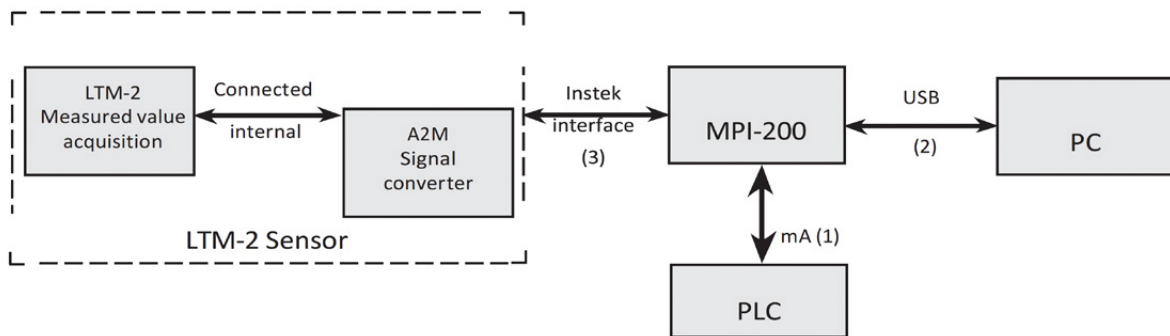 LTM-2
Measured value
acquisition
Connected
internal
A2M
Signal
converter
LTM-2 Sensor
Instek
interface
(3)
MPI-200
USB
(2)
PC
mA (1)
PLC